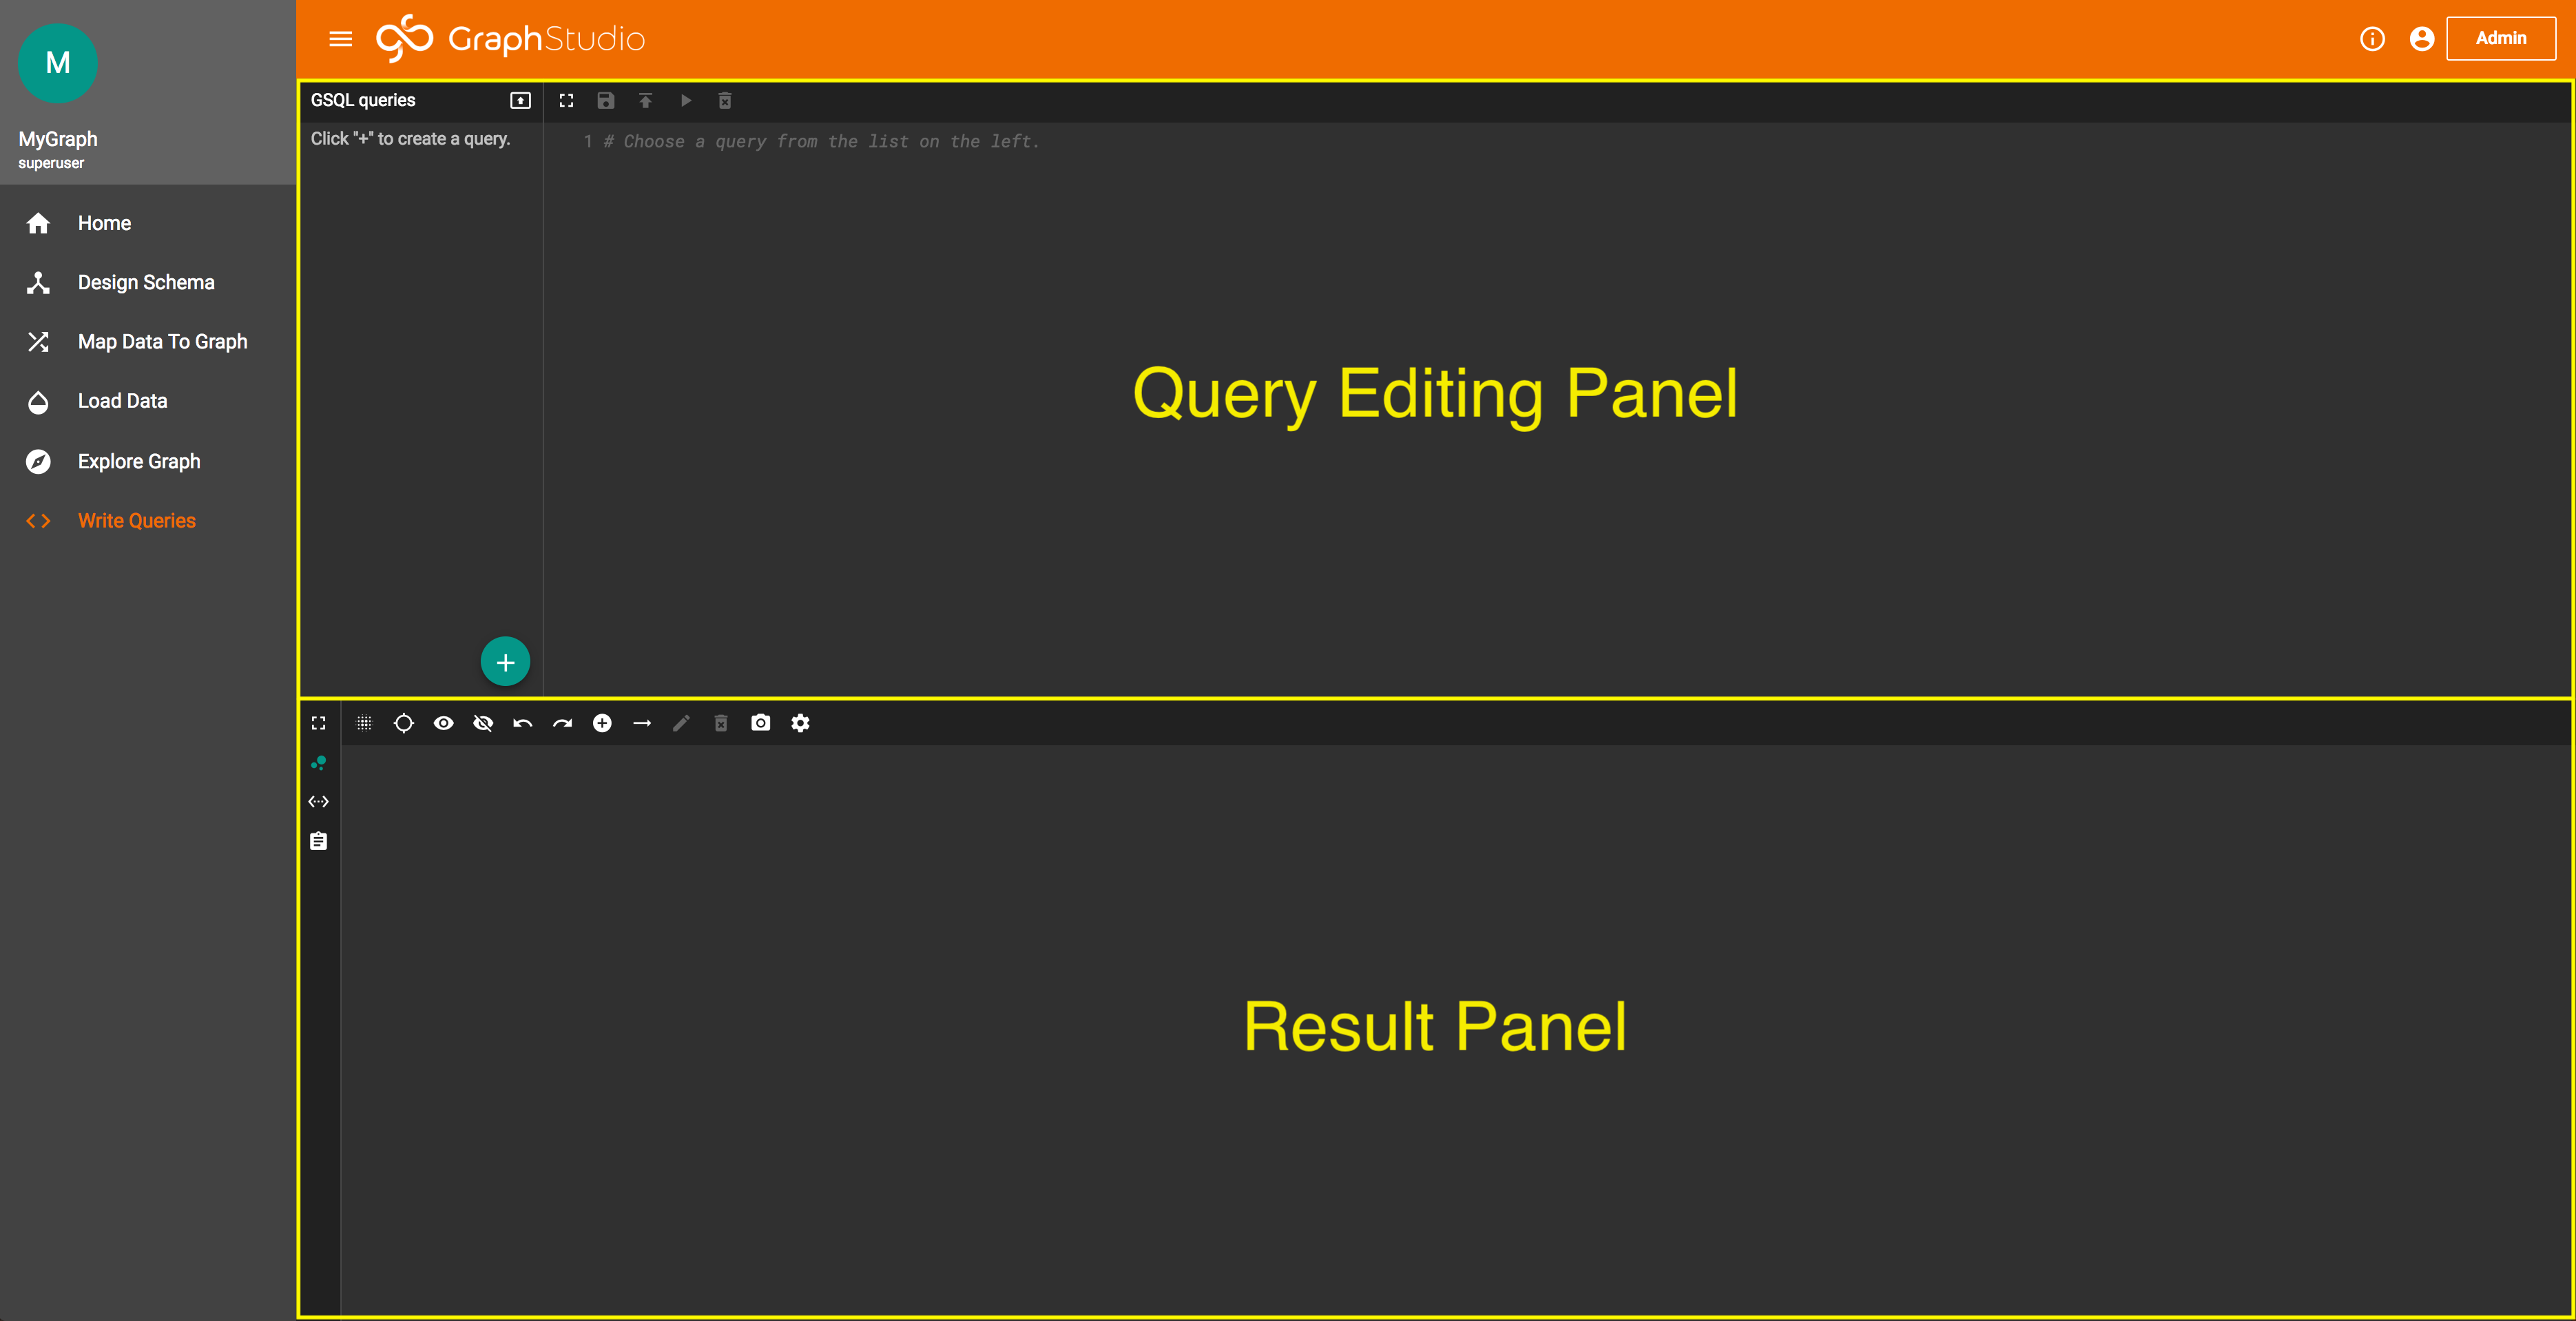 M
MyGraph
superuser
Home
Design Schema
Map Data To Graph
Load Data
Explore Graph
Write Queries
GraphStudio
Admin
GSQL queries
Click "+" to create a query.
1 # Choose a query from the list on the left.
Query Editing Panel
Result Panel